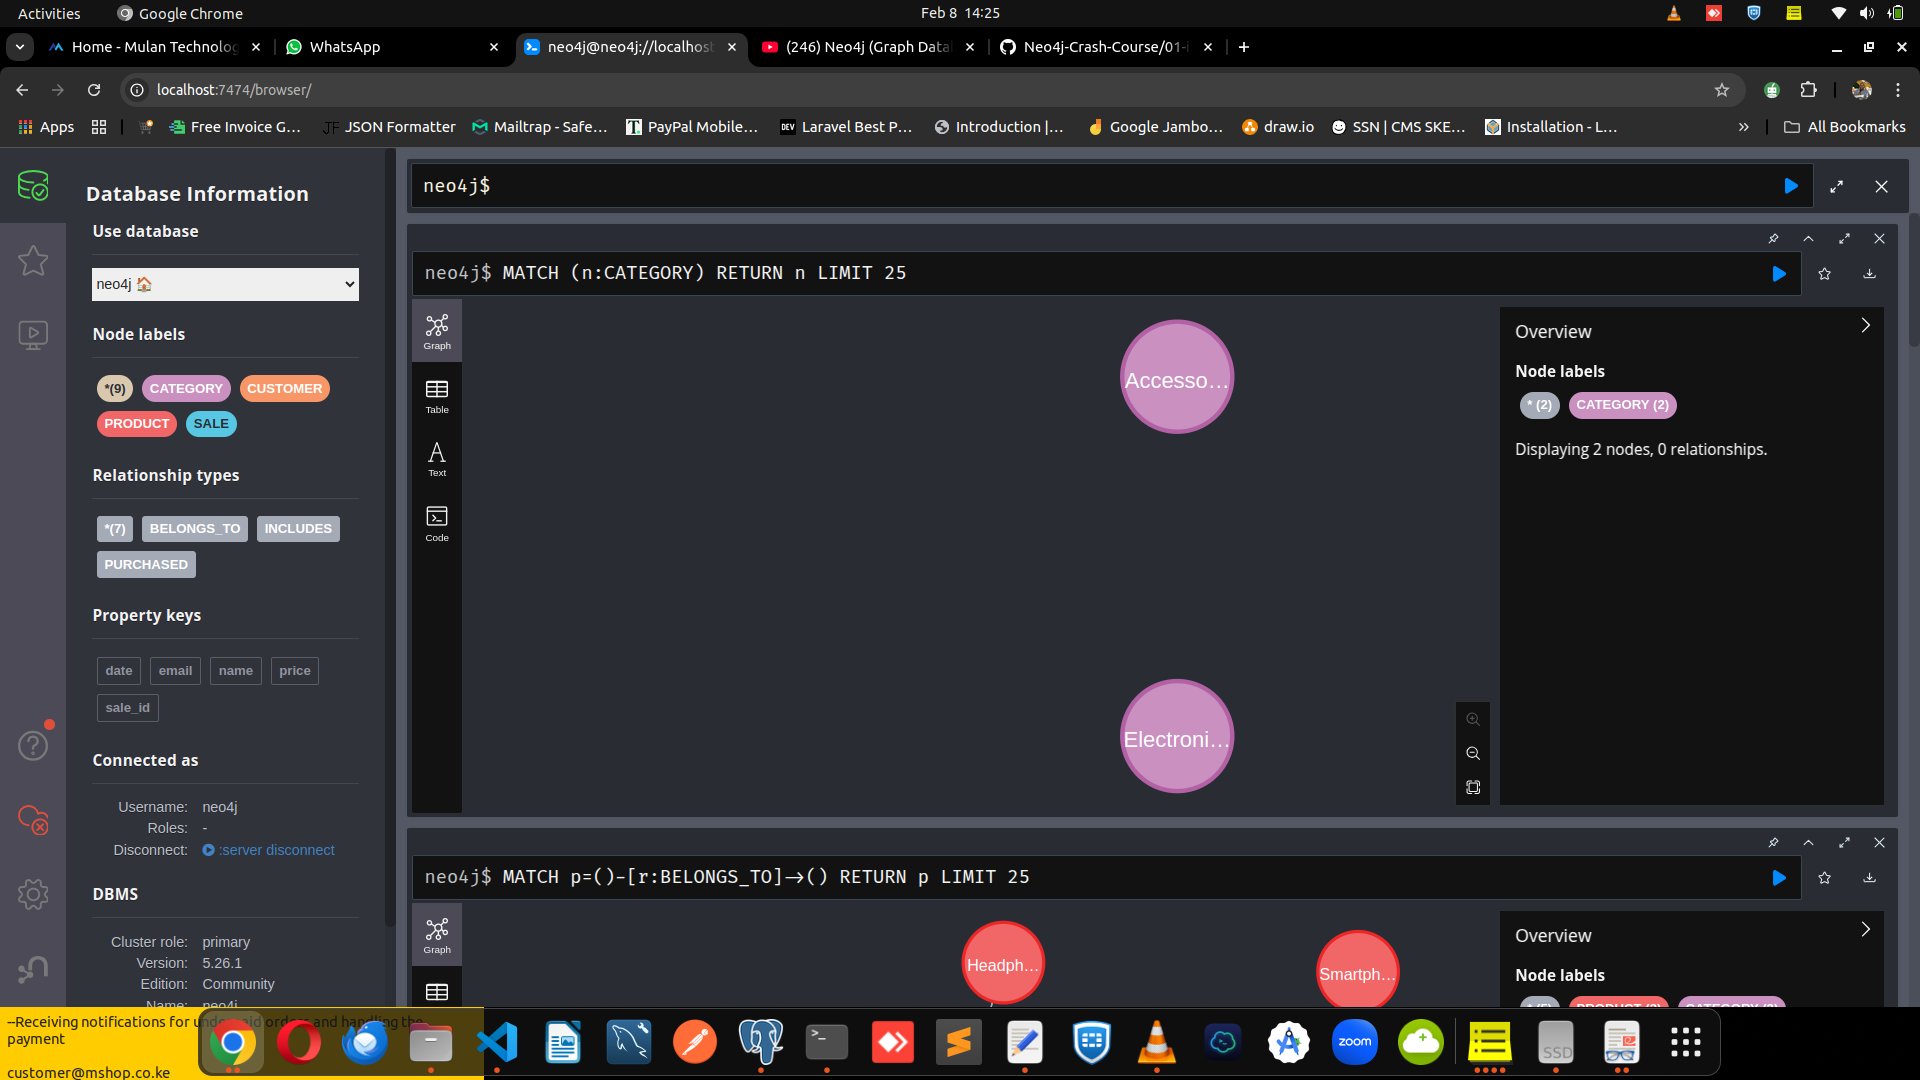 Activities
Google Chrome
Feb 8 14:25
Home - Mulan Technolog
WhatsApp
neo4j@neo4j://localhost
(246) Neo4j (Graph Data
Neo4j-Crash-Course/01-i
localhost:7474/browser/
Apps
Free Invoice G...
JSON Formatter
Mailtrap - Safe...
PayPal Mobile...
Laravel Best P...
Introduction |...
Google Jambo...
draw.io
SSN | CMS SKE...
Installation - L...
All Bookmarks
Database Information
Use database
neo4j
Node labels
*(9) CATEGORY CUSTOMER
PRODUCT SALE
Relationship types
*(7) BELONGS_TO INCLUDES
PURCHASED
Property keys
date email name price
sale_id
Connected as
Username: neo4j
Roles: -
Disconnect: :server disconnect
DBMS
Cluster role: primary
Version: 5.26.1
Edition: Community
Name: neo4j
neo4j$
neo4j$ MATCH (n:CATEGORY) RETURN n LIMIT 25
Graph
Table
Text
Code
Accesso...
Electroni...
Overview
Node labels
* (2) CATEGORY (2)
Displaying 2 nodes, 0 relationships.
neo4j$ MATCH p=()-[r:BELONGS_TO]->() RETURN p LIMIT 25
Graph
Headph...
Smartph...
Overview
Node labels
--Receiving notifications for underpaid orders and handling the
payment
customer@mshop.co.ke
zoom
SSD